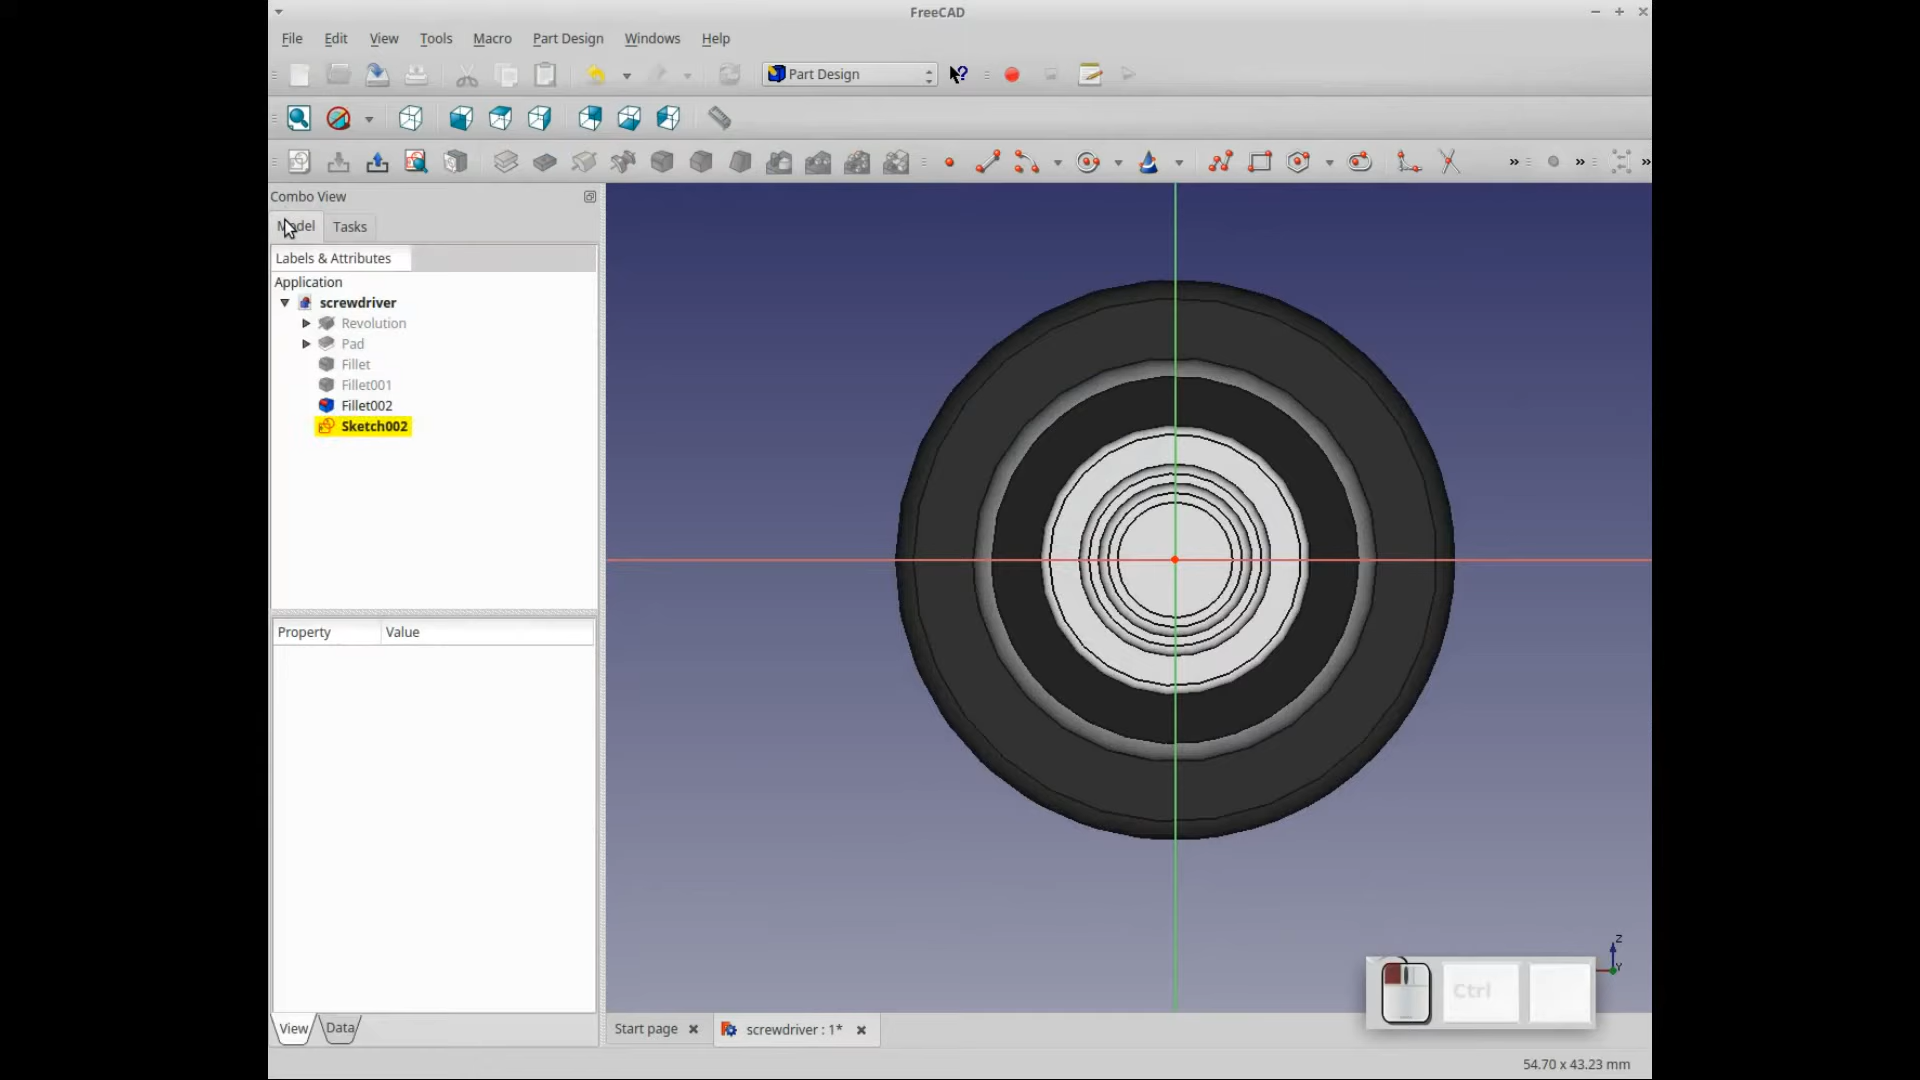 FreeCAD
File Edit View Tools Macro Part Design Windows Help
Part Design
Combo View
Model Tasks
Labels & Attributes
Application
screwdriver
Revolution
Pad
Fillet
Fillet001
Fillet002
Sketch002
Property Value
Z
Y
Ctrl
View Data
Start page screwdriver : 1*
54.70 x 43.23 mm